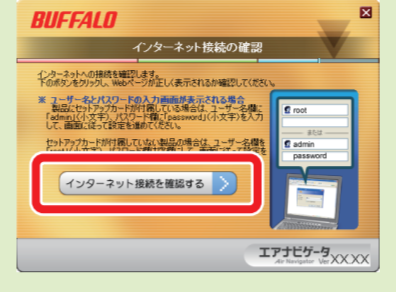 BUFFALO
インターネット接続の確認
インターネットへの接続を確認します。
下のボタンをクリックし、Webページが正しく表示されるか確認してください。
※ ユーザー名とパスワードの入力画面が表示される場合
製品にセットアップカードが付属している場合は、ユーザー名欄に
「admin」(小文字)、パスワード欄に「password」(小文字)を入力
して、画面に従って設定を進めてください。
セットアップカードが付属していない製品の場合は、ユーザー名欄を
root
または
admin
password
インターネット接続を確認する
エアナビゲータ
Air Navigator Ver XX.XX